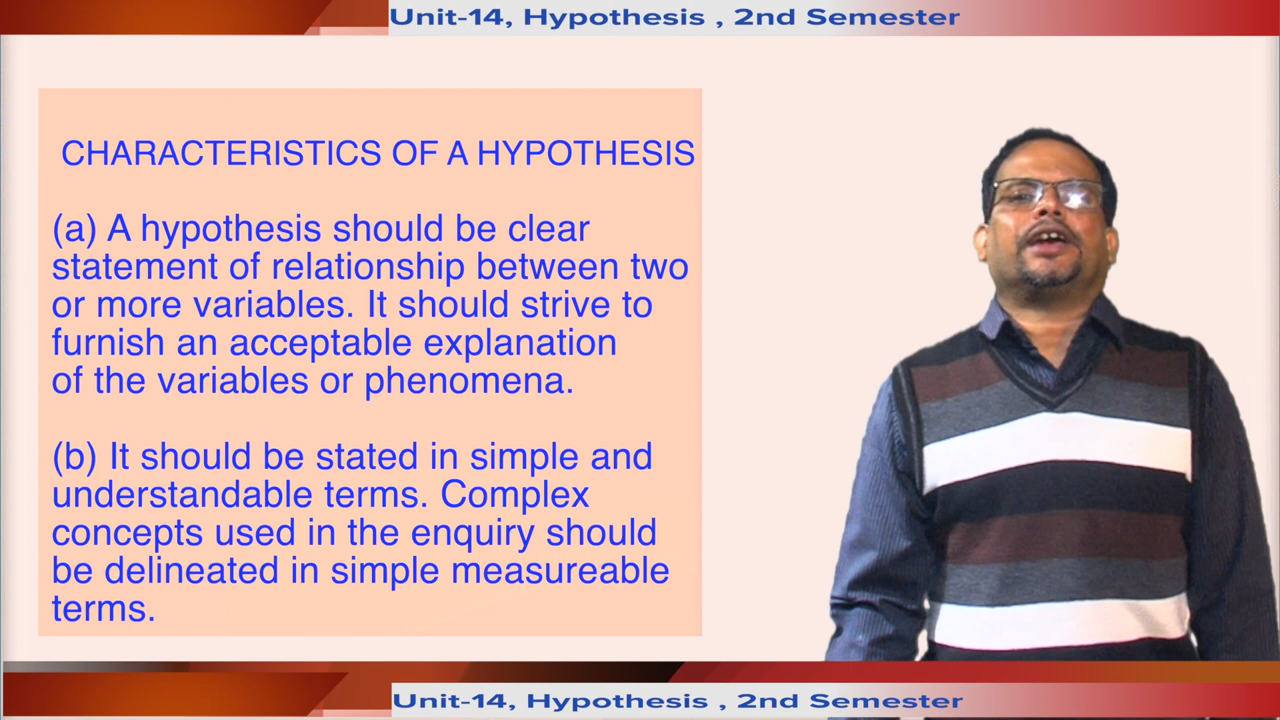 Unit-14, Hypothesis , 2nd Semester
CHARACTERISTICS OF A HYPOTHESIS
(a) A hypothesis should be clear
statement of relationship between two
or more variables. It should strive to
furnish an acceptable explanation
of the variables or phenomena.
(b) It should be stated in simple and
understandable terms. Complex
concepts used in the enquiry should
be delineated in simple measureable
terms.
Unit-14, Hypothesis , 2nd Semester